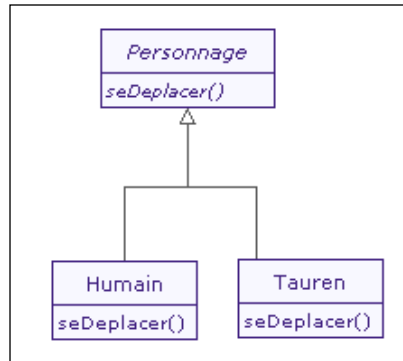 Personnage
seDeplacer()
Humain
seDeplacer()
Tauren
seDeplacer()